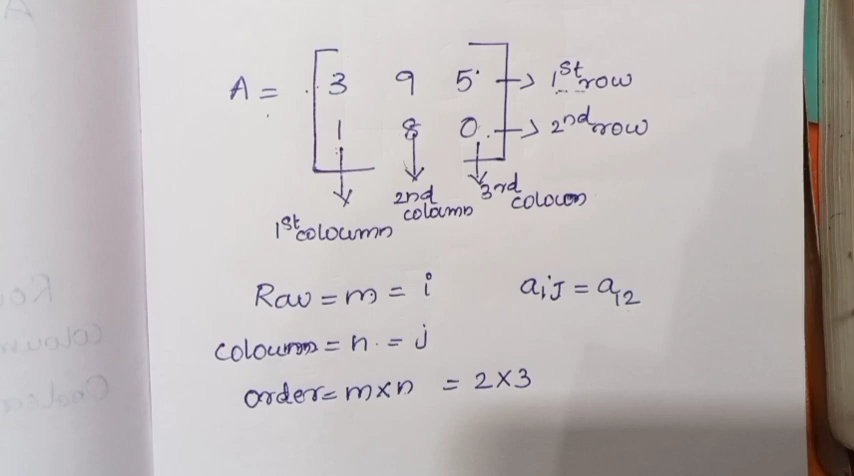 A = 3 9 5 → 1st row
1 8 0 → 2nd row
1st coloumn 2nd colamn 3rd coloumn
Raw = m = i aij = a12
coloumn = n = j
order = m×n = 2×3